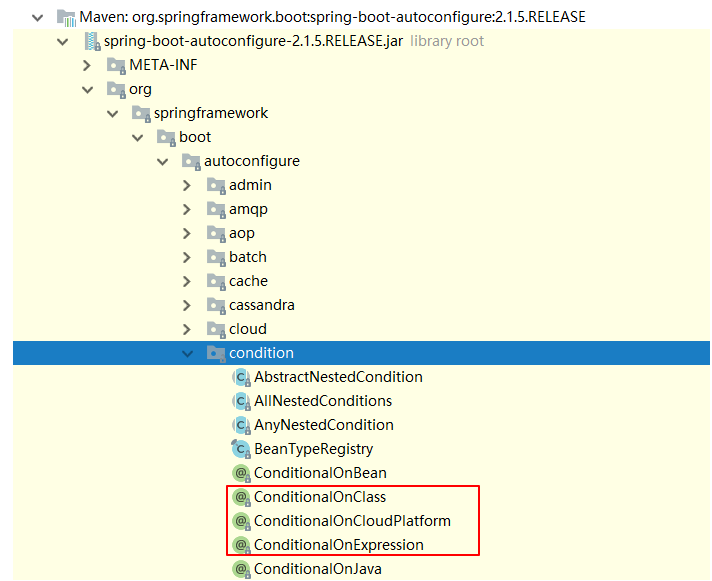 Maven: org.springframework.boot:spring-boot-autoconfigure:2.1.5.RELEASE
spring-boot-autoconfigure-2.1.5.RELEASE.jar library root
META-INF
org
springframework
boot
autoconfigure
admin
amqp
aop
batch
cache
cassandra
cloud
condition
AbstractNestedCondition
AllNestedConditions
AnyNestedCondition
BeanTypeRegistry
ConditionalOnBean
ConditionalOnClass
ConditionalOnCloudPlatform
ConditionalOnExpression
ConditionalOnJava